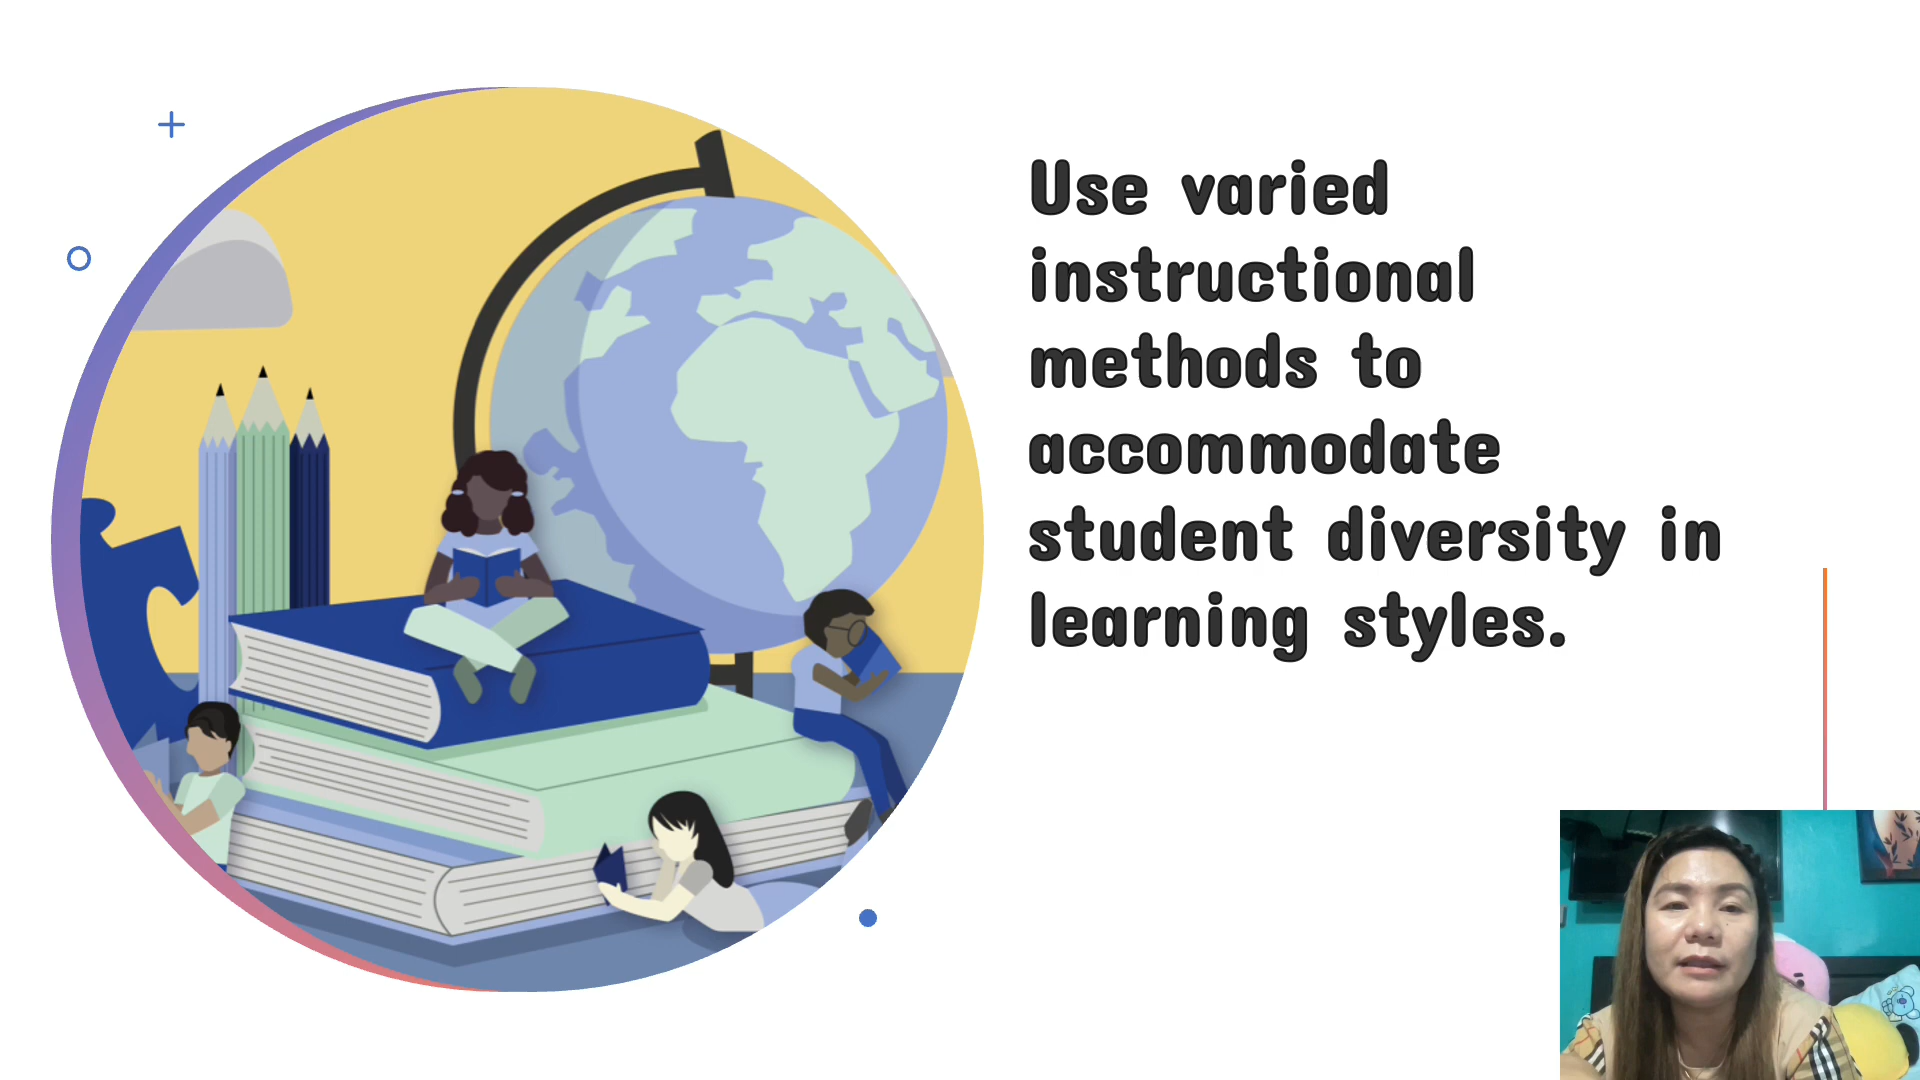 Use varied
instructional
methods to
accommodate
student diversity in
learning styles.